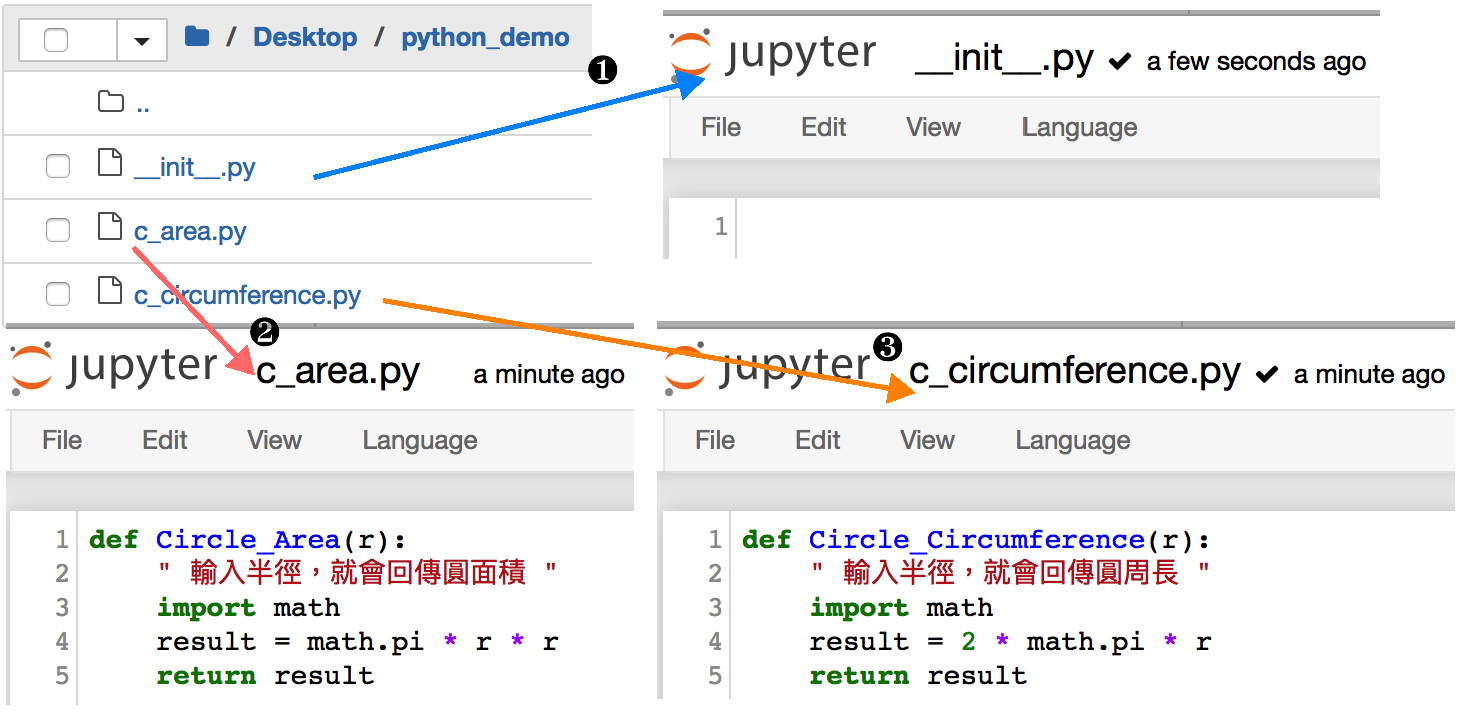 / Desktop / python_demo
..
__init__.py
c_area.py
c_circumference.py
❶
jupyter __init__.py ✔ a few seconds ago
File Edit View Language
1
❷
jupyter c_area.py a minute ago
File Edit View Language
1 def Circle_Area(r):
2 " 輸入半徑，就會回傳圓面積 "
3 import math
4 result = math.pi * r * r
5 return result
❸
jupyter c_circumference.py ✔ a minute ago
File Edit View Language
1 def Circle_Circumference(r):
2 " 輸入半徑，就會回傳圓周長 "
3 import math
4 result = 2 * math.pi * r
5 return result